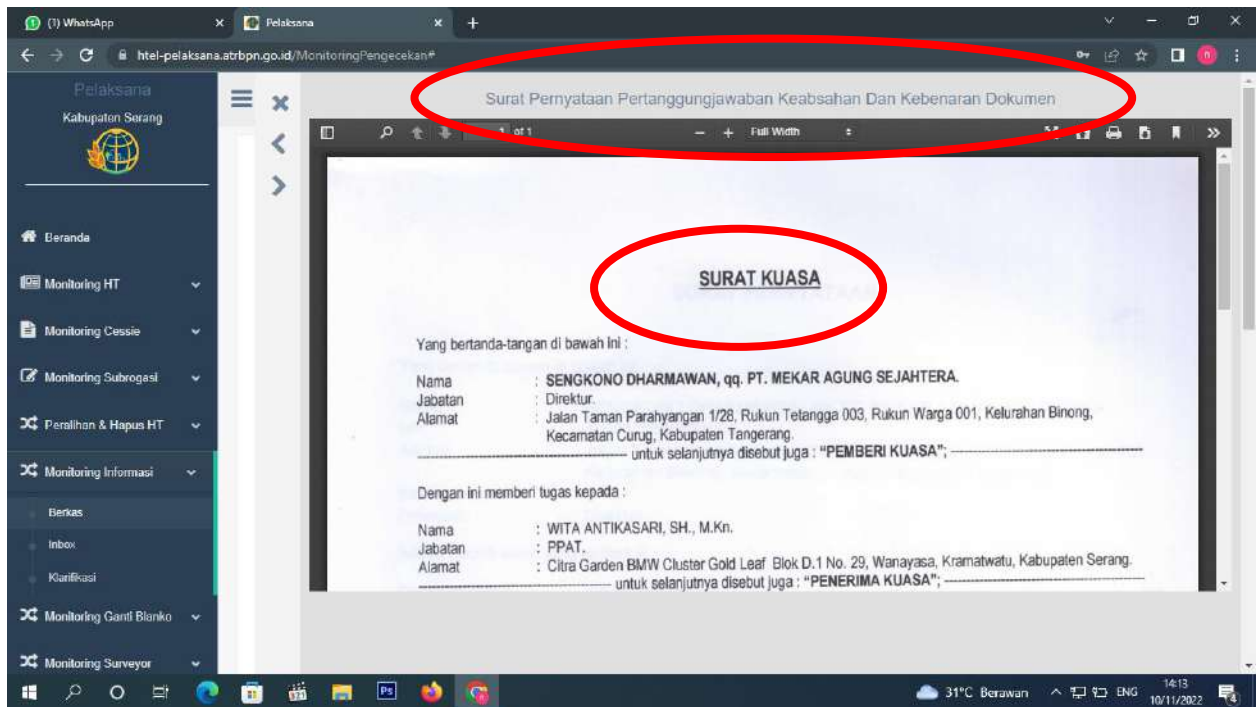 (1) WhatsApp
Pelaksana
htel-pelaksana.atrbpn.go.id/MonitoringPengecekan#
Pelaksana
Kabupaten Serang
Beranda
Monitoring HT
Monitoring Cessie
Monitoring Subrogasi
Peralihan & Hapus HT
Monitoring Informasi
Berkas
Inbox
Klarifikasi
Monitoring Ganti Blanko
Monitoring Surveyor
Surat Pernyataan Pertanggungjawaban Keabsahan Dan Kebenaran Dokumen
1 of 1
Full Width
SURAT KUASA
Yang bertanda-tangan di bawah ini :
Nama : SENGKONO DHARMAWAN, qq. PT. MEKAR AGUNG SEJAHTERA.
Jabatan : Direktur.
Alamat : Jalan Taman Parahyangan 1/28, Rukun Tetangga 003, Rukun Warga 001, Kelurahan Binong,
Kecamatan Curug, Kabupaten Tangerang.
untuk selanjutnya disebut juga : "PEMBERI KUASA";
Dengan ini memberi tugas kepada :
Nama : WITA ANTIKASARI, SH., M.Kn.
Jabatan : PPAT.
Alamat : Citra Garden BMW Cluster Gold Leaf Blok D.1 No. 29, Wanayasa, Kramatwatu, Kabupaten Serang.
untuk selanjutnya disebut juga : "PENERIMA KUASA";
Ps
31°C Berawan
ENG
14:13
10/11/2022
4